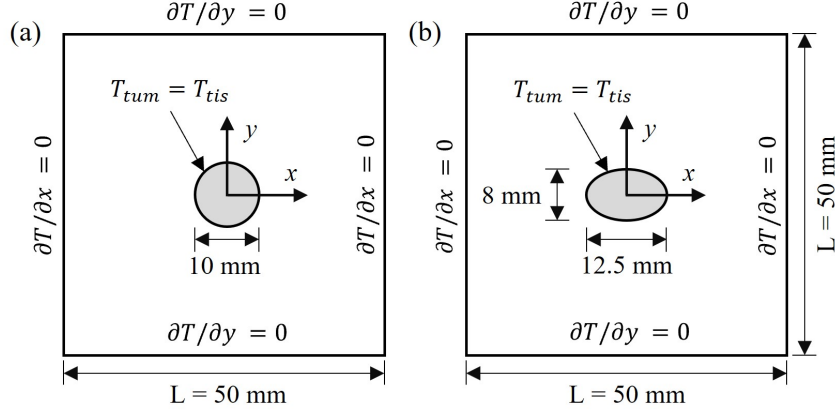 (a)
∂T/∂y = 0
T_tum = T_tis
y
x
∂T/∂x = 0
∂T/∂x = 0
10 mm
∂T/∂y = 0
L = 50 mm
(b)
∂T/∂y = 0
T_tum = T_tis
y
x
∂T/∂x = 0
∂T/∂x = 0
8 mm
12.5 mm
∂T/∂y = 0
L = 50 mm
L = 50 mm